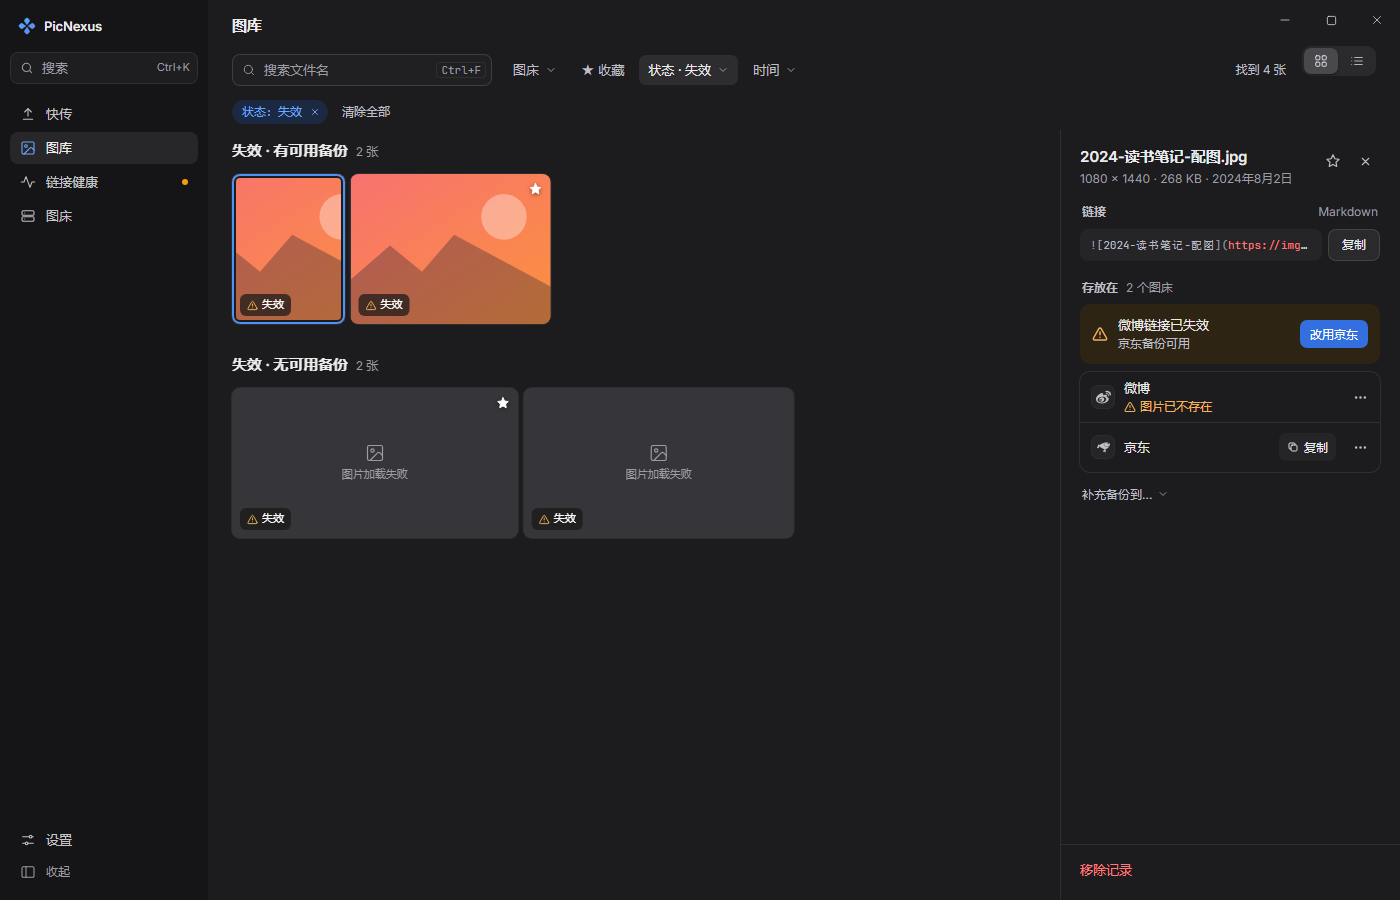 PicNexus
搜索 Ctrl+K
快传
图库
链接健康
图床
设置
收起
图库
搜索文件名 Ctrl+F
图床
★ 收藏
状态 · 失效
时间
找到 4 张
状态: 失效 ×
清除全部
失效 · 有可用备份 2 张
失效
失效
失效 · 无可用备份 2 张
图片加载失败
失效
图片加载失败
失效
2024-读书笔记-配图.jpg
1080 × 1440 · 268 KB · 2024年8月2日
链接 Markdown
![2024-读书笔记-配图](https://img…
复制
存放在 2 个图床
微博链接已失效
京东备份可用
改用京东
微博
图片已不存在
京东
复制
补充备份到...
移除记录